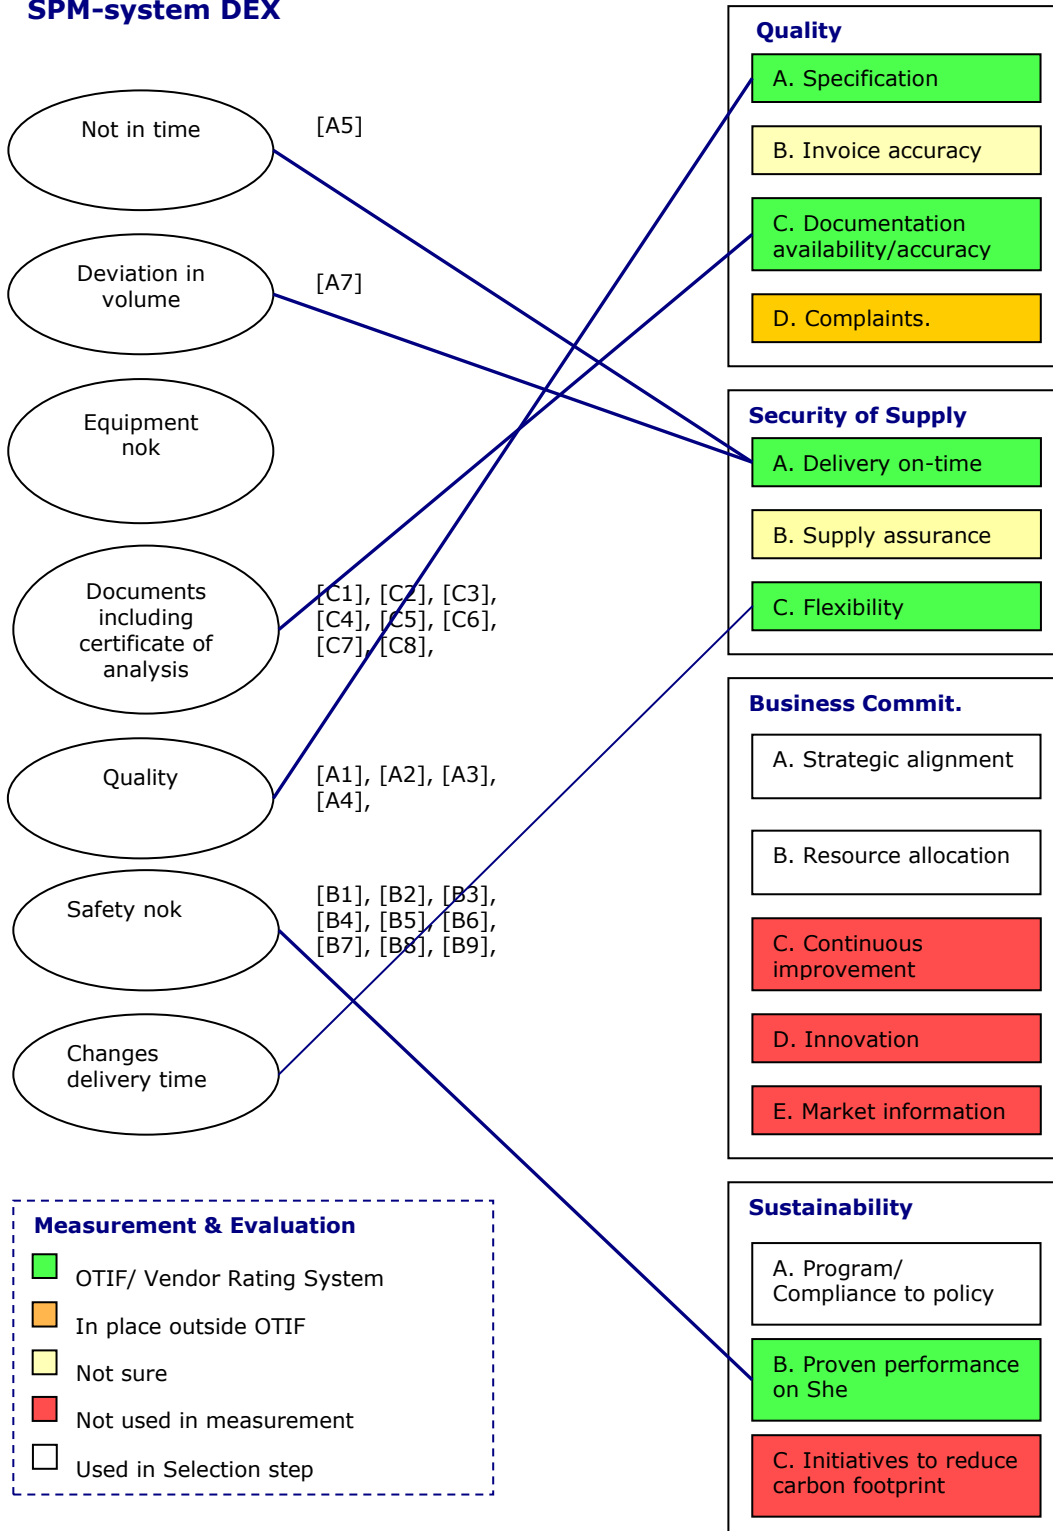 SPM-system DEX
Not in time
[A5]
Deviation in
volume
[A7]
Equipment
nok
Documents
including
certificate of
analysis
[C1], [C2], [C3],
[C4], [C5], [C6],
[C7], [C8],
Quality
[A1], [A2], [A3],
[A4],
Safety nok
[B1], [B2], [B3],
[B4], [B5], [B6],
[B7], [B8], [B9],
Changes
delivery time
Measurement & Evaluation
OTIF/ Vendor Rating System
In place outside OTIF
Not sure
Not used in measurement
Used in Selection step
Quality
A. Specification
B. Invoice accuracy
C. Documentation
availability/accuracy
D. Complaints.
Security of Supply
A. Delivery on-time
B. Supply assurance
C. Flexibility
Business Commit.
A. Strategic alignment
B. Resource allocation
C. Continuous
improvement
D. Innovation
E. Market information
Sustainability
A. Program/
Compliance to policy
B. Proven performance
on She
C. Initiatives to reduce
carbon footprint